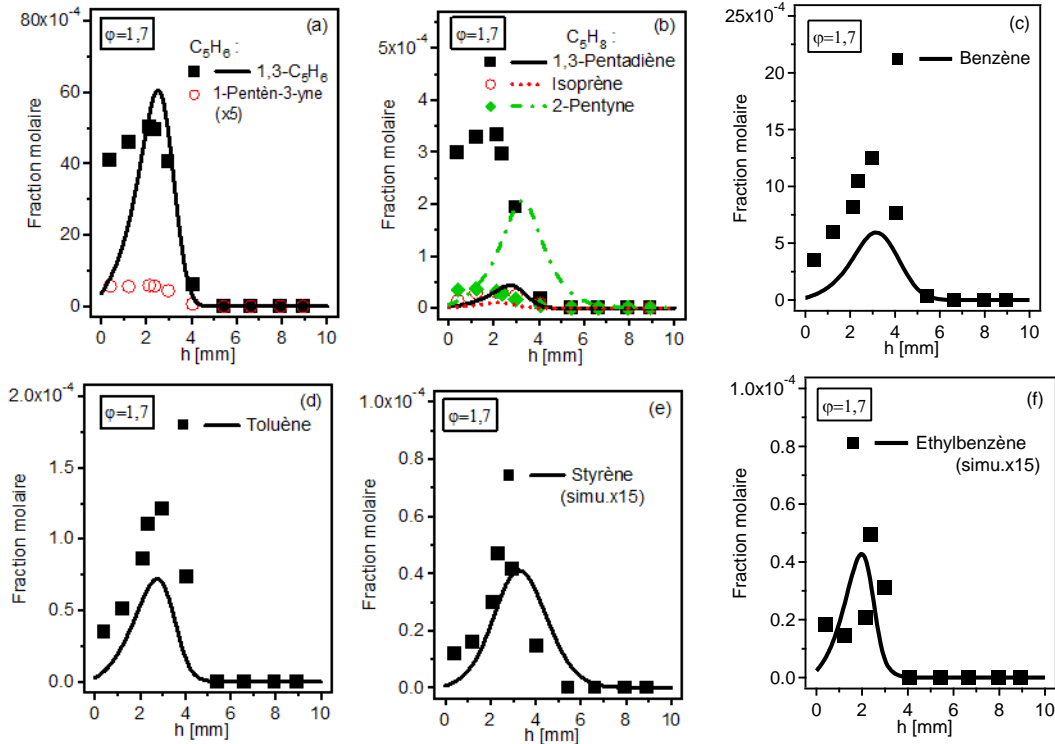 80x10⁻⁴
60
40
20
0
Fraction molaire
φ=1,7
(a)
C₅H₆ :
1,3-C₅H₆
1-Pentèn-3-yne
(x5)
0 2 4 6 8 10
h [mm]
5x10⁻⁴
4
3
2
1
0
Fraction molaire
φ=1,7
(b)
C₅H₈ :
1,3-Pentadiène
Isoprène
2-Pentyne
0 2 4 6 8 10
h [mm]
25x10⁻⁴
20
15
10
5
0
Fraction molaire
φ=1,7
(c)
Benzène
0 2 4 6 8 10
h [mm]
2.0x10⁻⁴
1.5
1.0
0.5
0.0
Fraction molaire
φ=1,7
(d)
Toluène
0 2 4 6 8 10
h [mm]
1.0x10⁻⁴
0.8
0.6
0.4
0.2
0.0
Fraction molaire
φ=1,7
(e)
Styrène
(simu.x15)
0 2 4 6 8 10
h [mm]
1.0x10⁻⁴
0.8
0.6
0.4
0.2
0.0
Fraction molaire
φ=1,7
(f)
Ethylbenzène
(simu.x15)
0 2 4 6 8 10
h [mm]